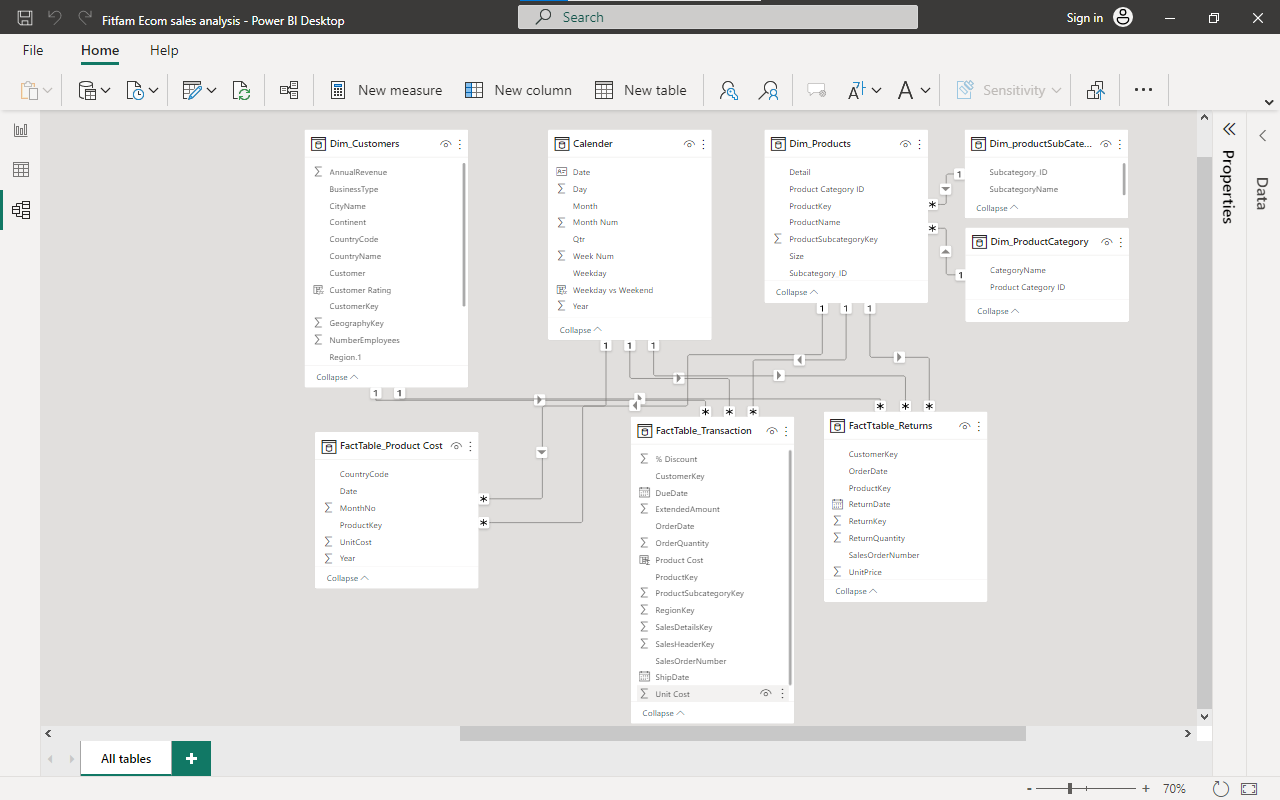 Fitfam Ecom sales analysis - Power BI Desktop
Search
Sign in
File
Home
Help
New measure
New column
New table
Sensitivity
Dim_Customers
AnnualRevenue
BusinessType
CityName
Continent
CountryCode
CountryName
Customer
Customer Rating
CustomerKey
GeographyKey
NumberEmployees
Region.1
Collapse
Calender
Date
Day
Month
Month Num
Qtr
Week Num
Weekday
Weekday vs Weekend
Year
Collapse
Dim_Products
Detail
Product Category ID
ProductKey
ProductName
ProductSubcategoryKey
Size
Subcategory_ID
Collapse
Dim_productSubCate...
Subcategory_ID
SubcategoryName
Collapse
Dim_ProductCategory
CategoryName
Product Category ID
Collapse
1
*
*
1
1
1
1
1
1
1
1
1
*
*
*
*
*
*
*
*
FactTable_Product Cost
CountryCode
Date
MonthNo
ProductKey
UnitCost
Year
Collapse
FactTable_Transaction
% Discount
CustomerKey
DueDate
ExtendedAmount
OrderDate
OrderQuantity
Product Cost
ProductKey
ProductSubcategoryKey
RegionKey
SalesDetailsKey
SalesHeaderKey
SalesOrderNumber
ShipDate
Unit Cost
Collapse
FactTtable_Returns
CustomerKey
OrderDate
ProductKey
ReturnDate
ReturnKey
ReturnQuantity
SalesOrderNumber
UnitPrice
Collapse
Properties
Data
All tables
+
- + 70%